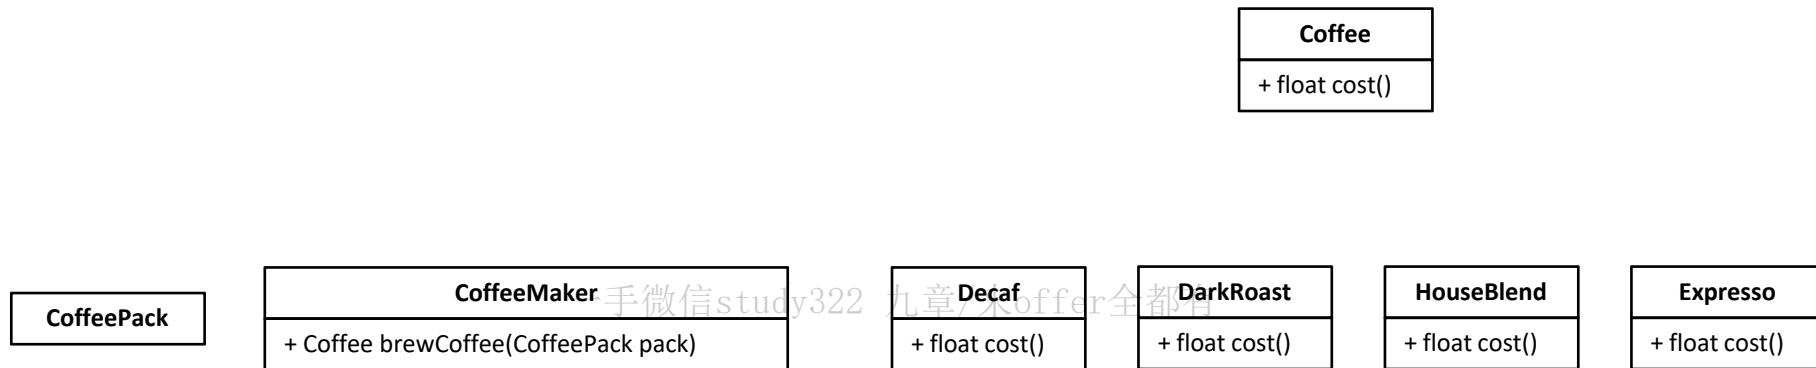 Coffee
+ float cost()
CoffeePack
CoffeeMaker
+ Coffee brewCoffee(CoffeePack pack)
Decaf
+ float cost()
DarkRoast
+ float cost()
HouseBlend
+ float cost()
Expresso
+ float cost()
手微信study322 九章/来offer全都有